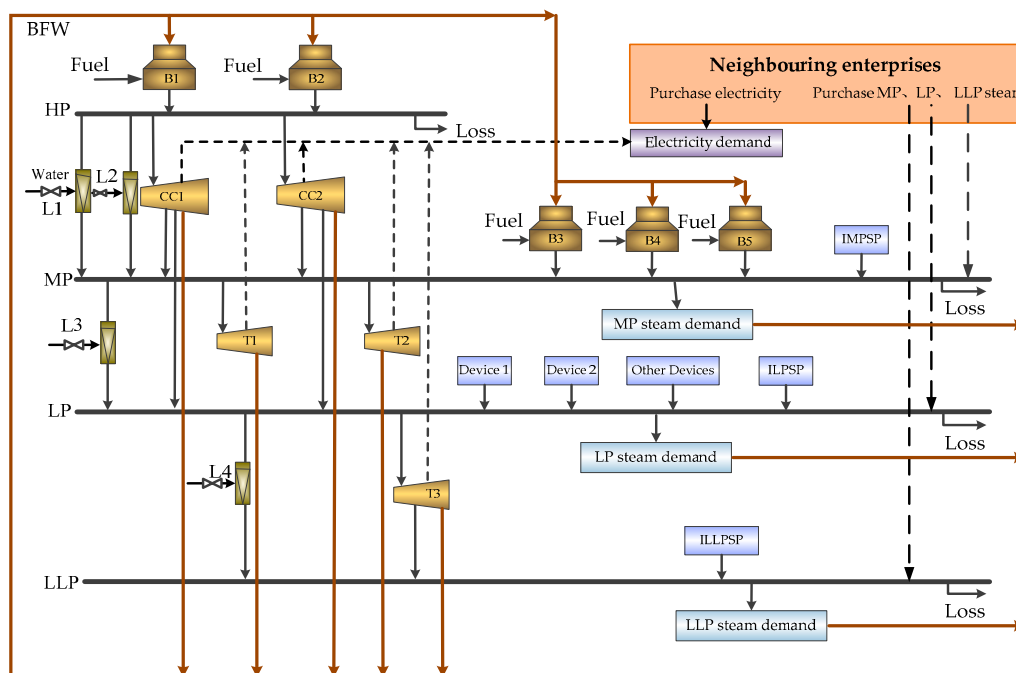 BFW
Fuel
B1
Fuel
B2
Neighbouring enterprises
Purchase electricity
Purchase MP、LP、LLP steam
HP
Loss
Electricity demand
Water
L1
L2
CC1
CC2
Fuel
B3
Fuel
B4
Fuel
B5
IMPSP
MP
Loss
L3
T1
T2
MP steam demand
Device 1
Device 2
Other Devices
ILPSP
LP
Loss
L4
T3
LP steam demand
ILLPSP
LLP
Loss
LLP steam demand